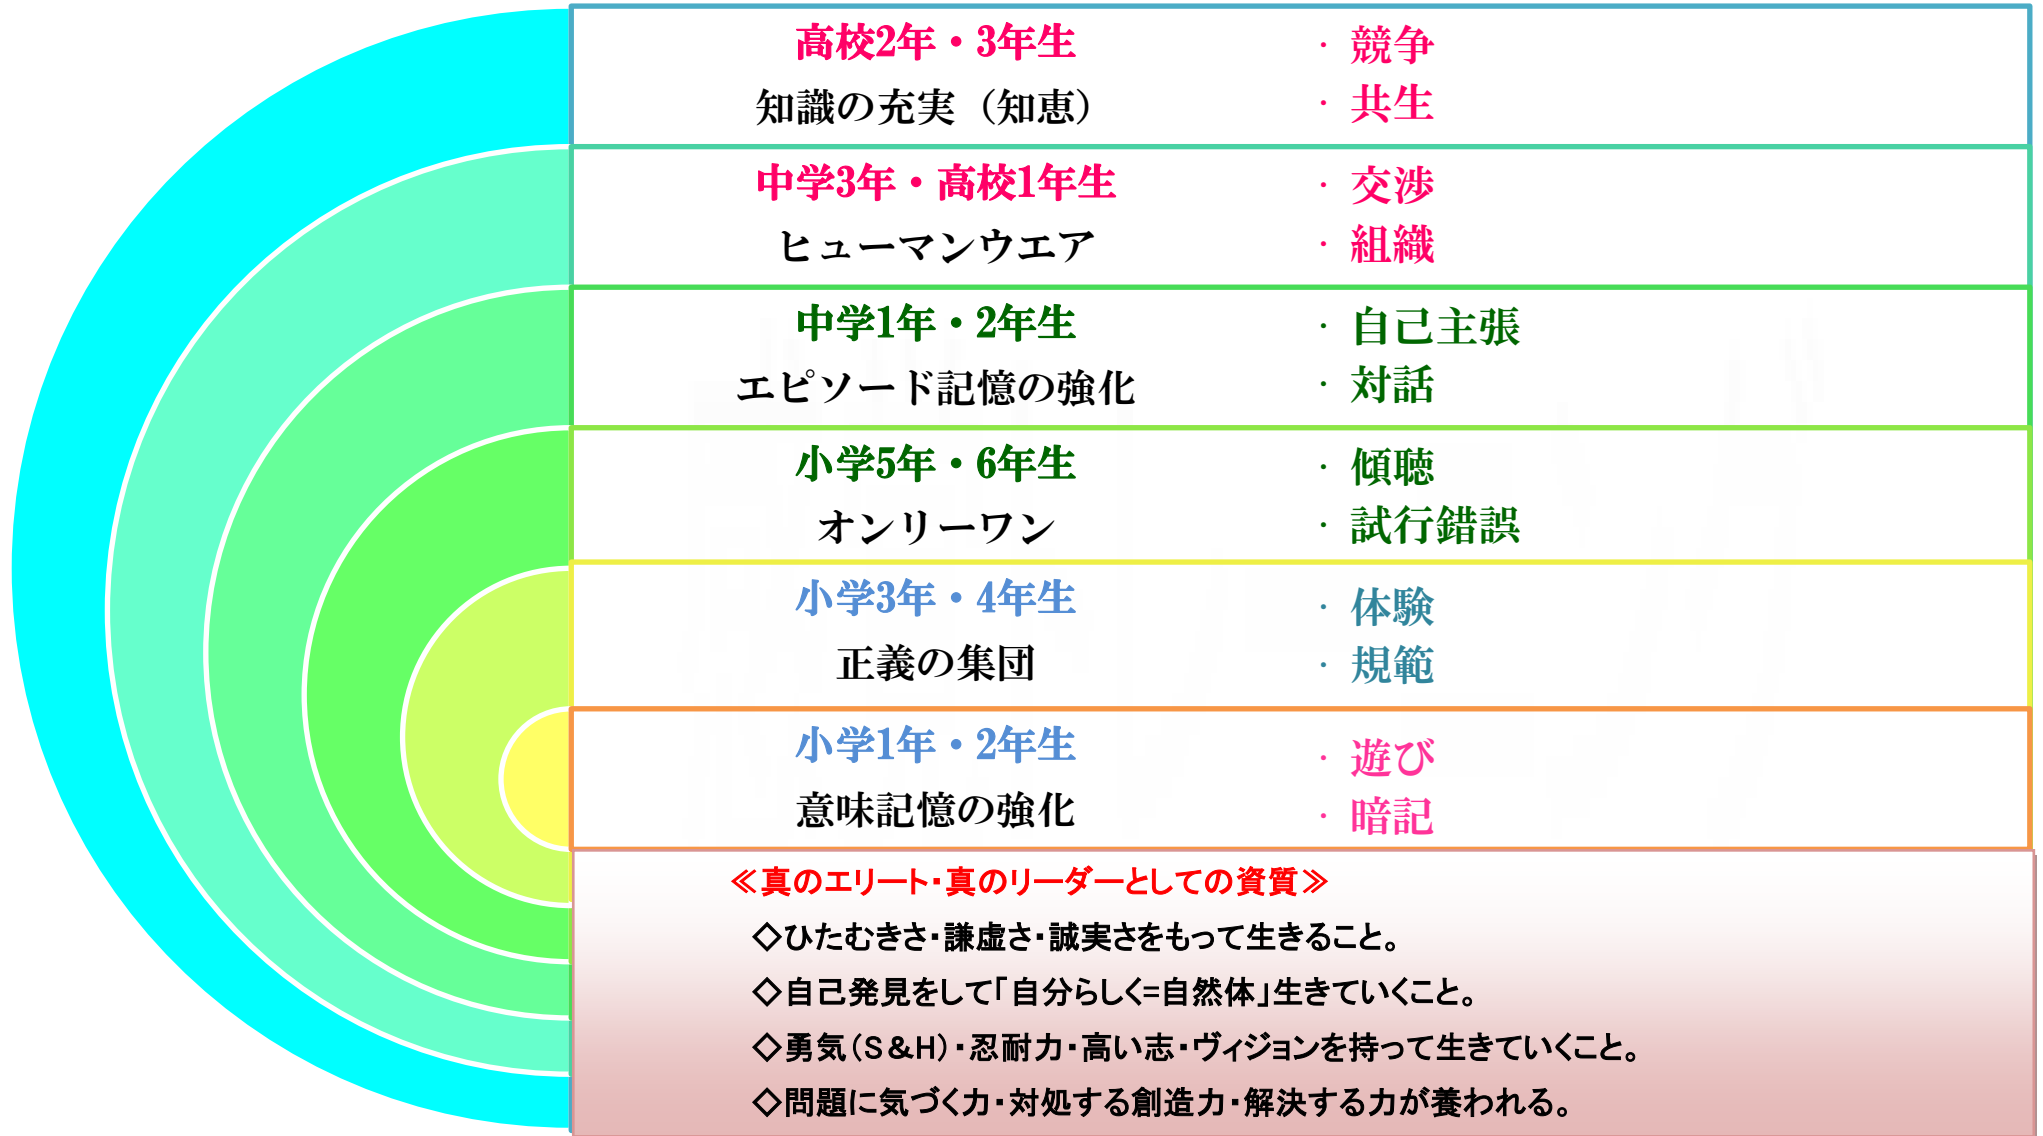 高校2年・3年生
知識の充実（知恵）
・競争
・共生
中学3年・高校1年生
ヒューマンウエア
・交渉
・組織
中学1年・2年生
エピソード記憶の強化
・自己主張
・対話
小学5年・6年生
オンリーワン
・傾聴
・試行錯誤
小学3年・4年生
正義の集団
・体験
・規範
小学1年・2年生
意味記憶の強化
・遊び
・暗記
≪真のエリート・真のリーダーとしての資質≫
◇ひたむきさ・謙虚さ・誠実さをもって生きること。
◇自己発見をして「自分らしく=自然体」生きていくこと。
◇勇気（S＆H）・忍耐力・高い志・ヴィジョンを持って生きていくこと。
◇問題に気づく力・対処する創造力・解決する力が養われる。